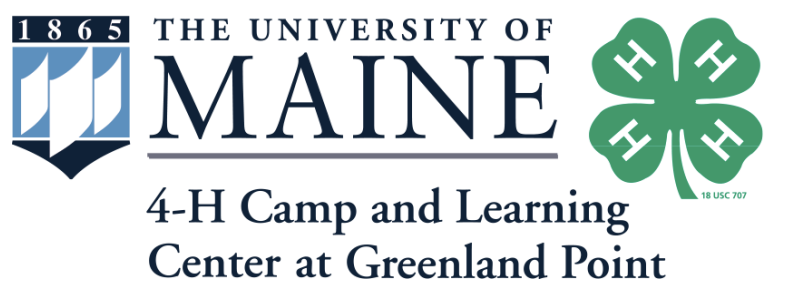 1865
THE UNIVERSITY OF
MAINE
H H
H H
18 USC 707
4-H Camp and Learning
Center at Greenland Point